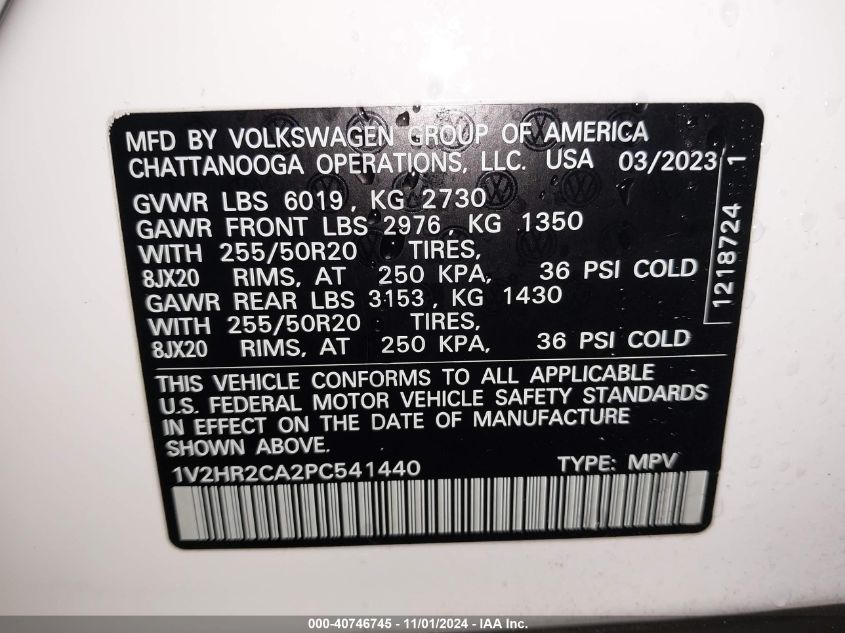 MFD BY VOLKSWAGEN GROUP OF AMERICA
CHATTANOOGA OPERATIONS, LLC. USA 03/2023
GVWR LBS 6019, KG 2730
GAWR FRONT LBS 2976 KG 1350
WITH 255/50R20 TIRES,
8JX20 RIMS, AT 250 KPA, 36 PSI COLD
GAWR REAR LBS 3153, KG 1430
WITH 255/50R20 TIRES,
8JX20 RIMS, AT 250 KPA, 36 PSI COLD
1218724 1
THIS VEHICLE CONFORMS TO ALL APPLICABLE
U.S. FEDERAL MOTOR VEHICLE SAFETY STANDARDS
IN EFFECT ON THE DATE OF MANUFACTURE
SHOWN ABOVE.
1V2HR2CA2PC541440 TYPE: MPV
000-40746745 - 11/01/2024 - IAA Inc.